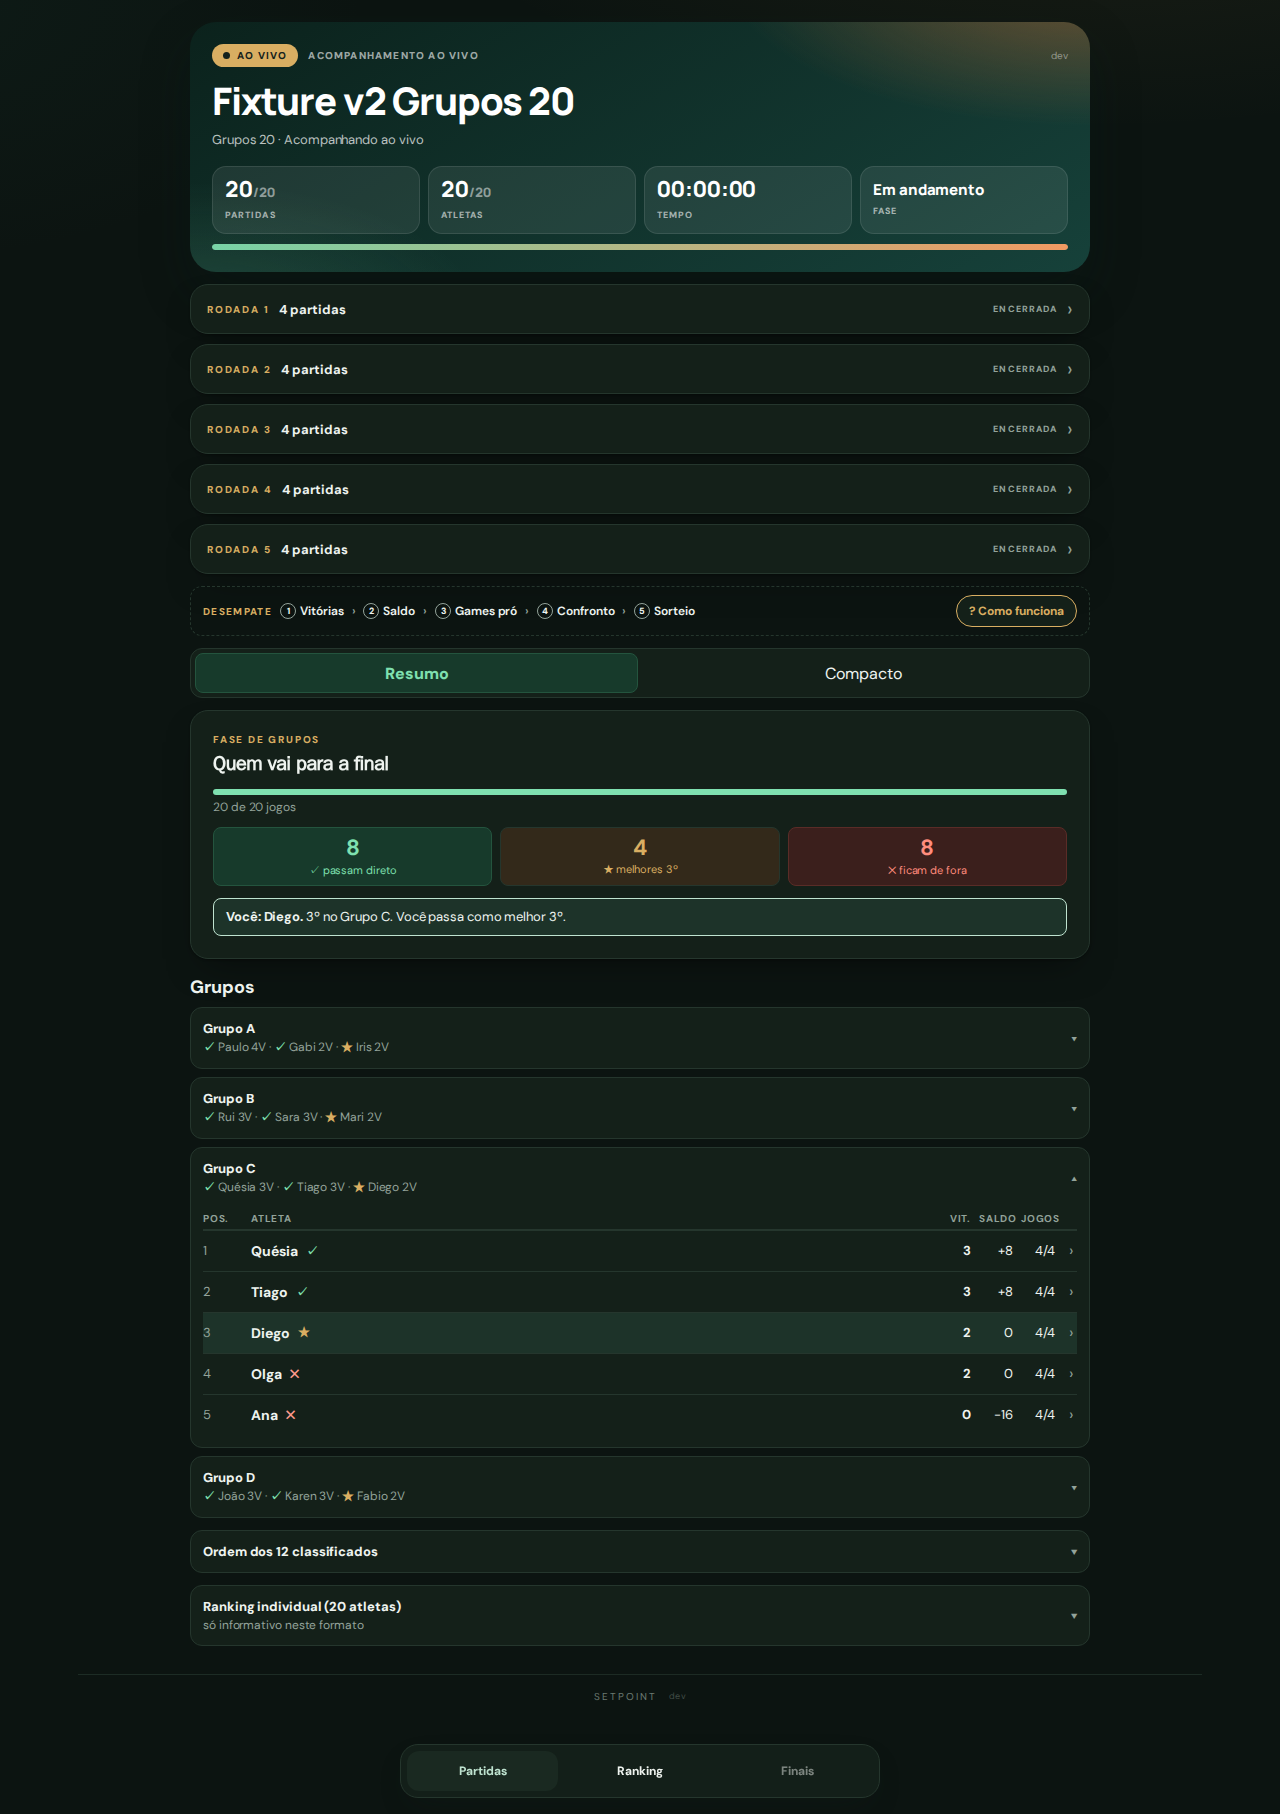 AO VIVO ACOMPANHAMENTO AO VIVO dev
Fixture v2 Grupos 20
Grupos 20 · Acompanhando ao vivo
20/20 20/20 00:00:00 Em andamento
PARTIDAS ATLETAS TEMPO FASE
RODADA 1 4 partidas ENCERRADA ›
RODADA 2 4 partidas ENCERRADA ›
RODADA 3 4 partidas ENCERRADA ›
RODADA 4 4 partidas ENCERRADA ›
RODADA 5 4 partidas ENCERRADA ›
DESEMPATE 1 Vitórias › 2 Saldo › 3 Games pró › 4 Confronto › 5 Sorteio ? Como funciona
Resumo Compacto
FASE DE GRUPOS
Quem vai para a final
20 de 20 jogos
8 4 8
✓ passam direto ★ melhores 3º ✕ ficam de fora
Você: Diego. 3º no Grupo C. Você passa como melhor 3º.
Grupos
Grupo A
✓ Paulo 4V · ✓ Gabi 2V · ★ Iris 2V ▾
Grupo B
✓ Rui 3V · ✓ Sara 3V · ★ Mari 2V ▾
Grupo C
✓ Quésia 3V · ✓ Tiago 3V · ★ Diego 2V ▴
POS. ATLETA VIT. SALDO JOGOS
1 Quésia ✓ 3 +8 4/4 ›
2 Tiago ✓ 3 +8 4/4 ›
3 Diego ★ 2 0 4/4 ›
4 Olga ✕ 2 0 4/4 ›
5 Ana ✕ 0 -16 4/4 ›
Grupo D
✓ João 3V · ✓ Karen 3V · ★ Fabio 2V ▾
Ordem dos 12 classificados ▾
Ranking individual (20 atletas)
só informativo neste formato ▾
SETPOINT dev
Partidas Ranking Finais